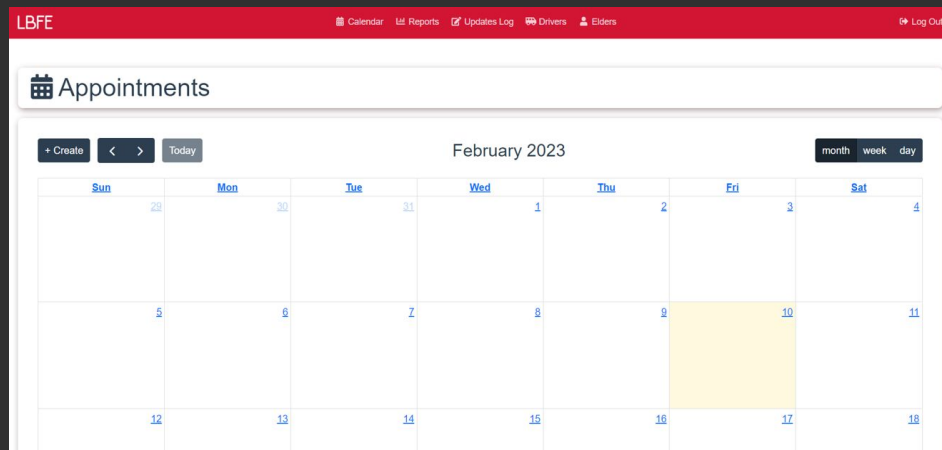 LBFE Calendar Reports Updates Log Drivers Elders Log Out
Appointments
+ Create < > Today February 2023 month week day
Sun Mon Tue Wed Thu Fri Sat
29 30 31 1 2 3 4
5 6 7 8 9 10 11
12 13 14 15 16 17 18